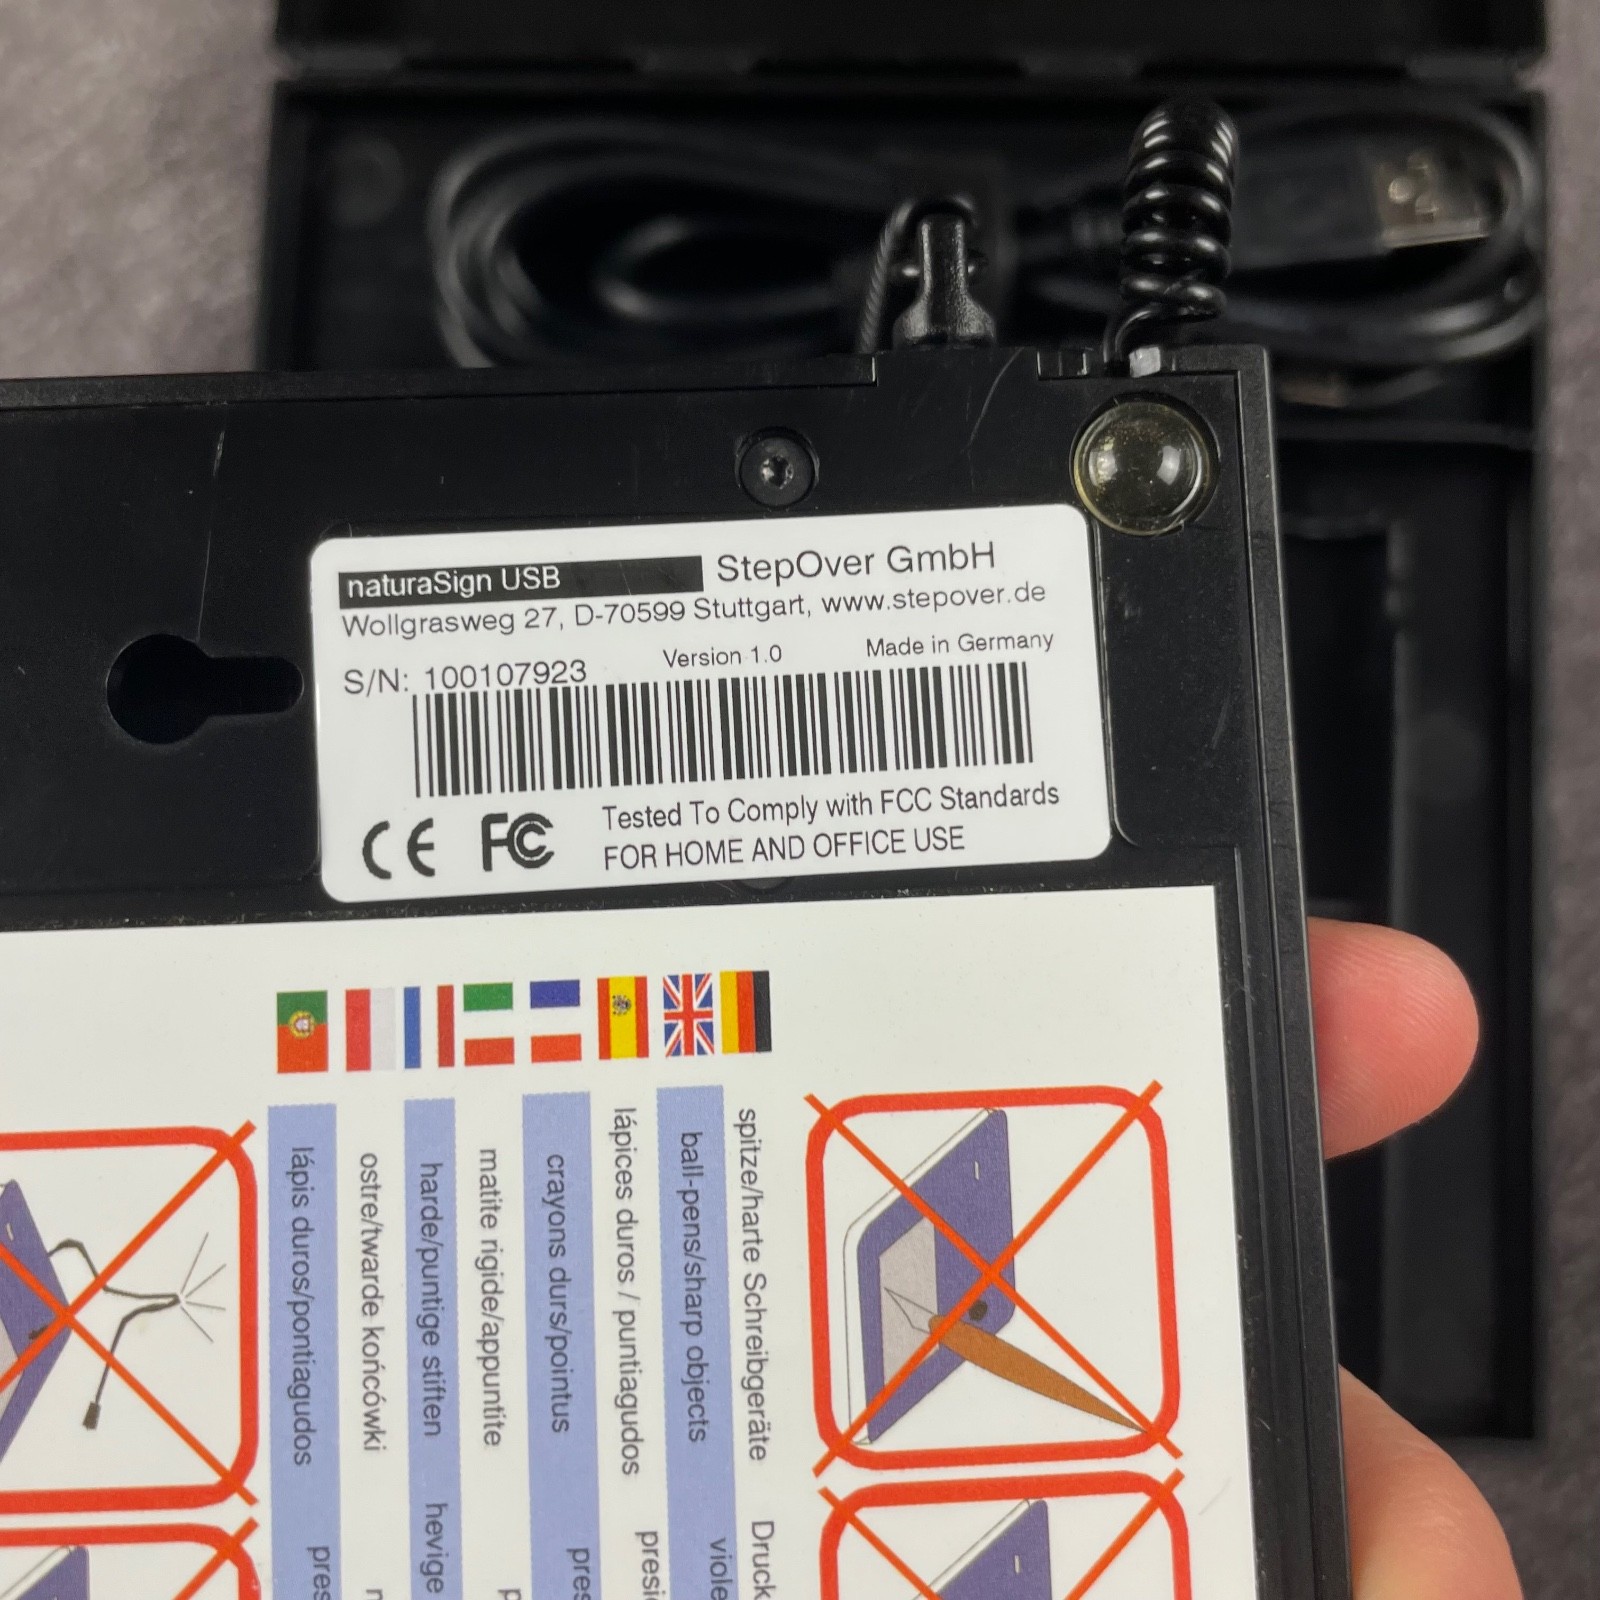 naturaSign USB StepOver GmbH
Wollgrasweg 27, D-70599 Stuttgart, www.stepover.de
S/N: 100107923 Version 1.0 Made in Germany
CE FC Tested To Comply with FCC Standards
FOR HOME AND OFFICE USE
spitze/harte Schreibgeräte Druck
ball-pens/sharp objects viole
lápices duros / puntiagudos presi
crayons durs/pointus pres
matite rigide/appuntite p
harde/puntige stiften hevige
ostre/twarde końcówki n
lápis duros/pontiagudos pres